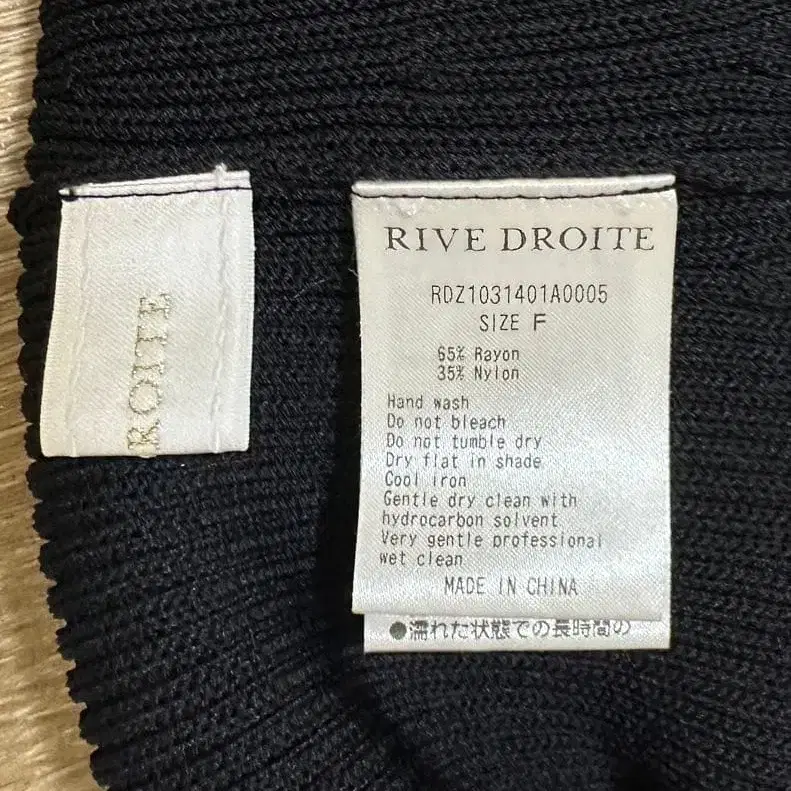 ROITE
RIVE DROITE
RDZ1031401A0005
SIZE F
65% Rayon
35% Nylon
Hand wash
Do not bleach
Do not tumble dry
Dry flat in shade
Cool iron
Gentle dry clean with
hydrocarbon solvent
Very gentle professional
wet clean
MADE IN CHINA
●濡れた状態での長時間の